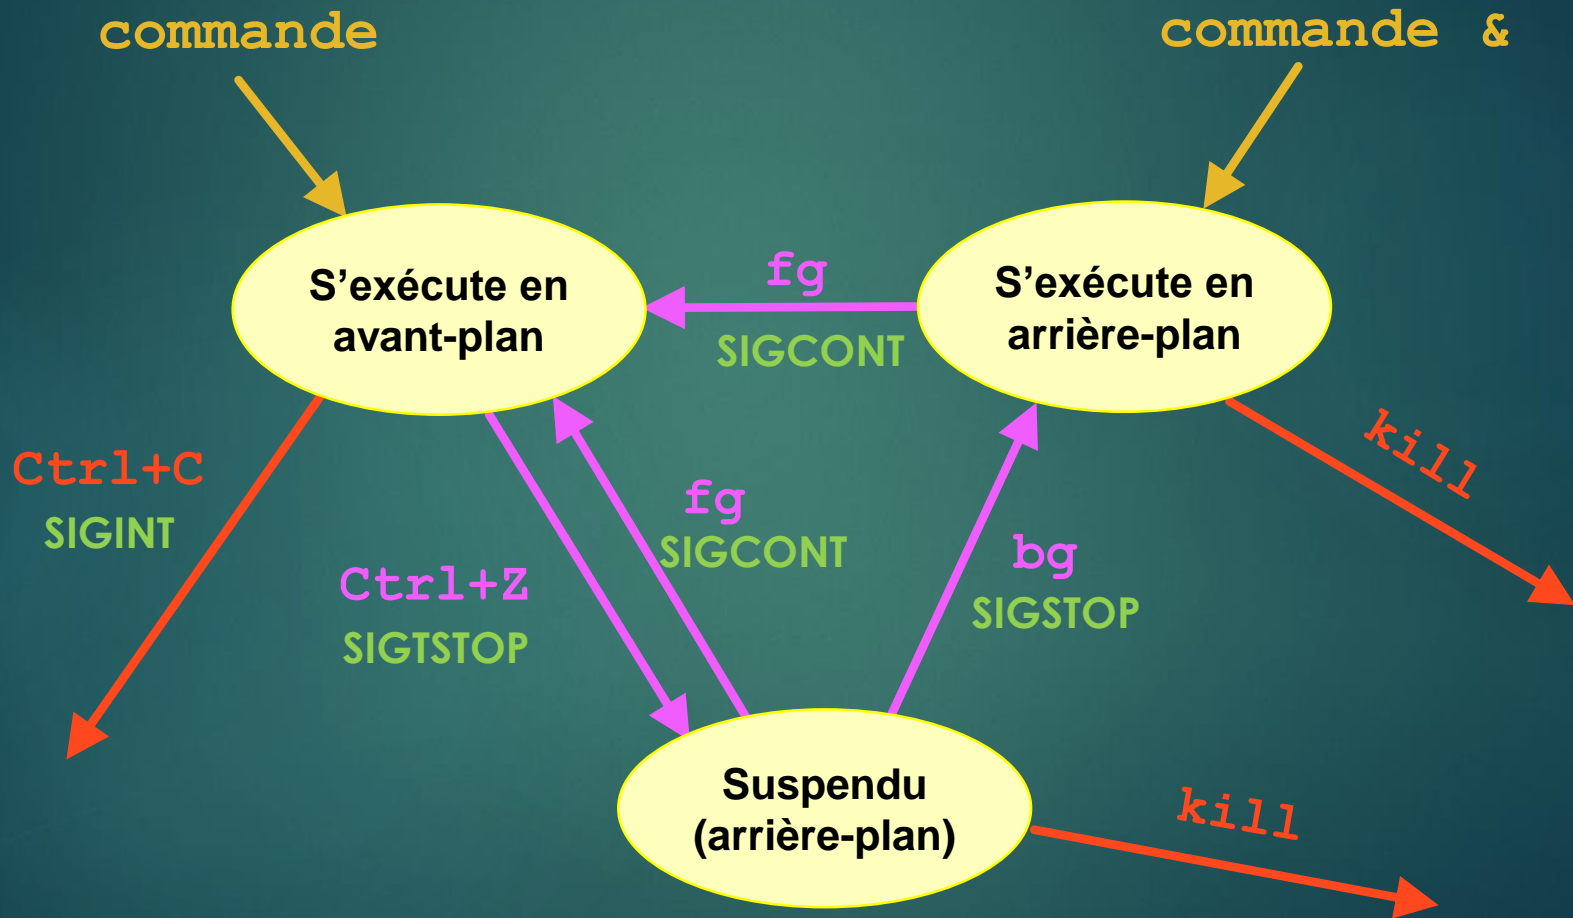 commande
commande &
S’exécute en
avant-plan
fg
SIGCONT
S’exécute en
arrière-plan
Ctrl+C
SIGINT
kill
fg
SIGCONT
Ctrl+Z
SIGTSTOP
bg
SIGSTOP
Suspendu
(arrière-plan)
kill